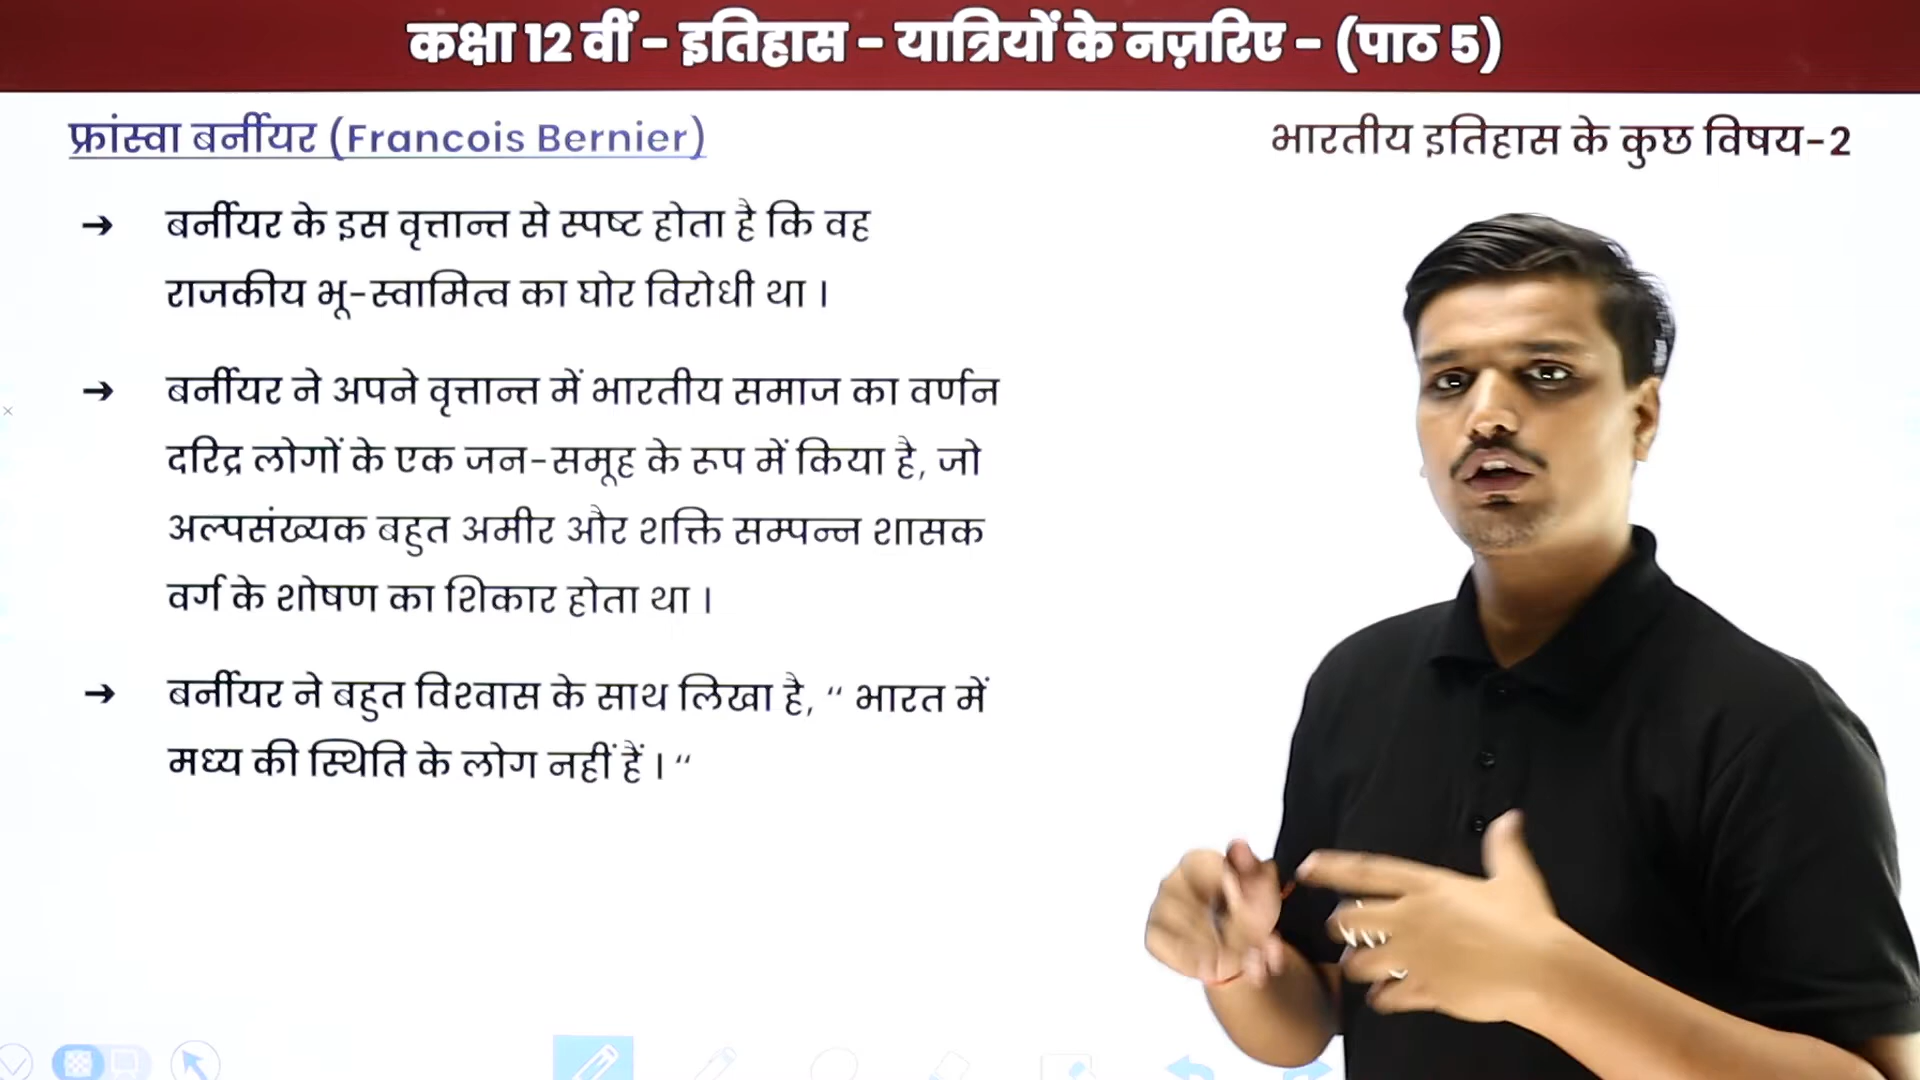 कक्षा 12 वीं - इतिहास - यात्रियों के नज़रिए - (पाठ 5)
फ्रांस्वा बर्नीयर (Francois Bernier)
भारतीय इतिहास के कुछ विषय-2
→ बर्नीयर के इस वृत्तान्त से स्पष्ट होता है कि वह
राजकीय भू-स्वामित्व का घोर विरोधी था ।
→ बर्नीयर ने अपने वृत्तान्त में भारतीय समाज का वर्णन
दरिद्र लोगों के एक जन-समूह के रूप में किया है, जो
अल्पसंख्यक बहुत अमीर और शक्ति सम्पन्न शासक
वर्ग के शोषण का शिकार होता था ।
→ बर्नीयर ने बहुत विश्वास के साथ लिखा है, “ भारत में
मध्य की स्थिति के लोग नहीं हैं । “